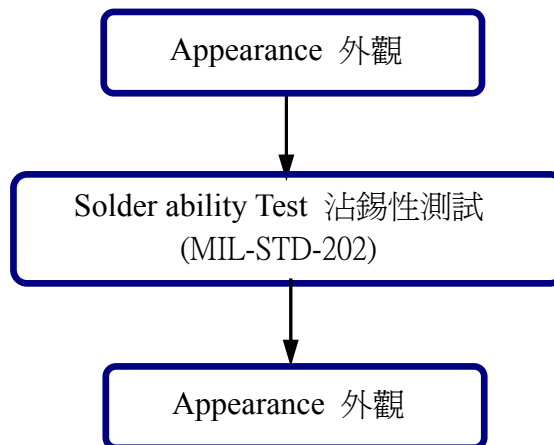 Appearance 外觀
Solder ability Test 沾錫性測試
(MIL-STD-202)
Appearance 外觀